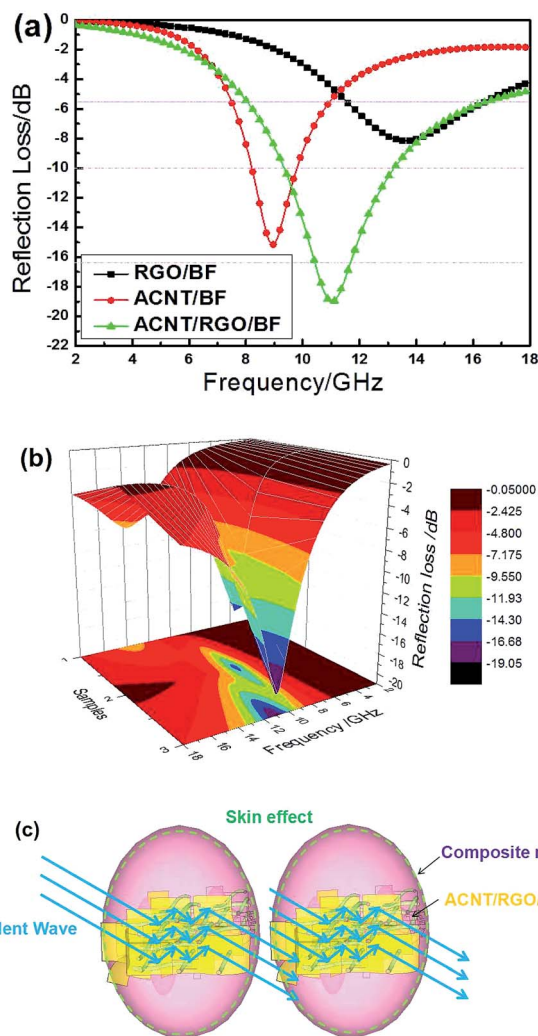 (a)
0
-2
-4
-6
-8
-10
-12
-14
-16
-18
-20
-22
Reflection Loss/dB
RGO/BF
ACNT/BF
ACNT/RGO/BF
2 4 6 8 10 12 14 16 18
Frequency/GHz
(b)
0
-2
-4
-6
-8
-10
-12
-14
-16
-18
-20
Reflection loss /dB
-0.05000
-2.425
-4.800
-7.175
-9.550
-11.93
-14.30
-16.68
-19.05
1
2
3
Samples
18 16 14 12 10 8 6 4 2
Frequency /GHz
(c)
Skin effect
Composite
ACNT/RGO/
Wave